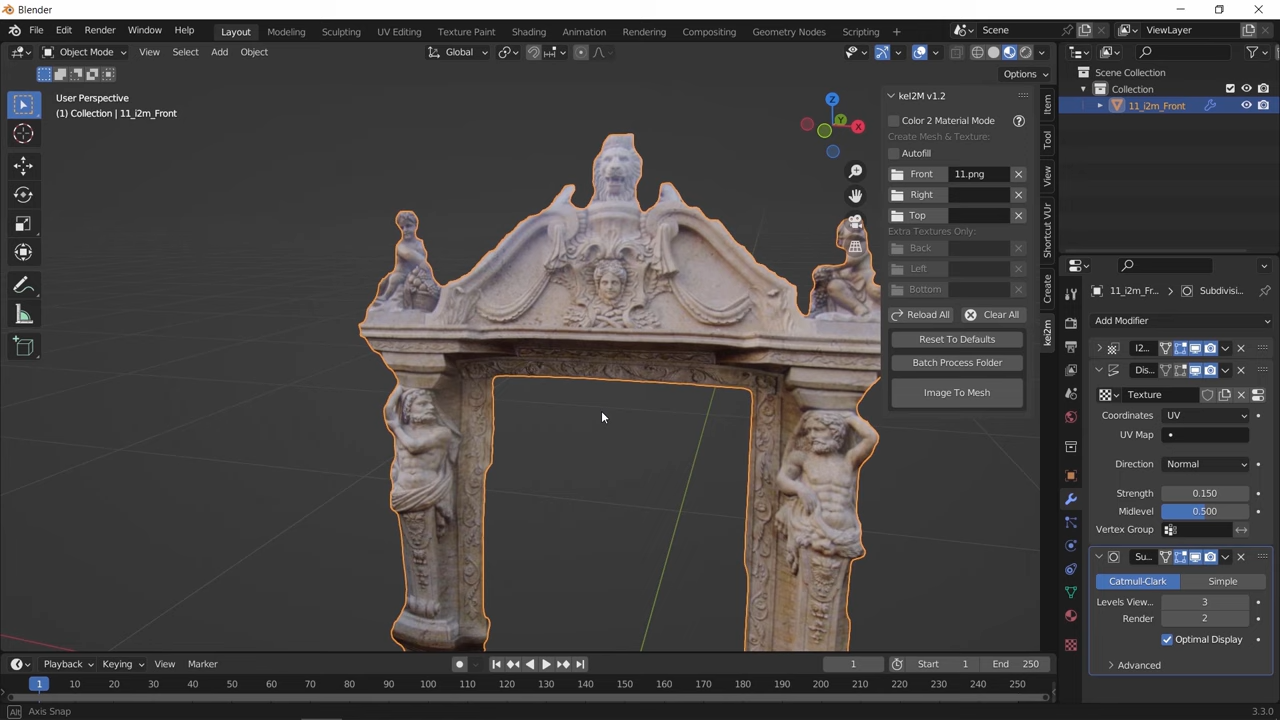 Blender
File Edit Render Window Help Layout Modeling Sculpting UV Editing Texture Paint Shading Animation Rendering Compositing Geometry Nodes Scripting + Scene ViewLayer
Object Mode View Select Add Object Global
Options
User Perspective
(1) Collection | 11_i2m_Front
Z
Y
X
keI2M v1.2
Color 2 Material Mode
Create Mesh & Texture:
Autofill
Front 11.png
Right
Top
Extra Textures Only:
Back
Left
Bottom
Reload All Clear All
Reset To Defaults
Batch Process Folder
Image To Mesh
Item
Tool
View
Shortcut VUr
Create
kei2m
Scene Collection
Collection
11_i2m_Front
11_i2m_Fr... Subdivisi...
Add Modifier
I2...
Dis...
Texture
Coordinates UV
UV Map
Direction Normal
Strength 0.150
Midlevel 0.500
Vertex Group
Su...
Catmull-Clark Simple
Levels View... 3
Render 2
Optimal Display
Advanced
Playback Keying View Marker 1 Start 1 End 250
1 10 20 30 40 50 60 70 80 90 100 110 120 130 140 150 160 170 180 190 200 210 220 230 240 250
Alt Axis Snap 3.3.0